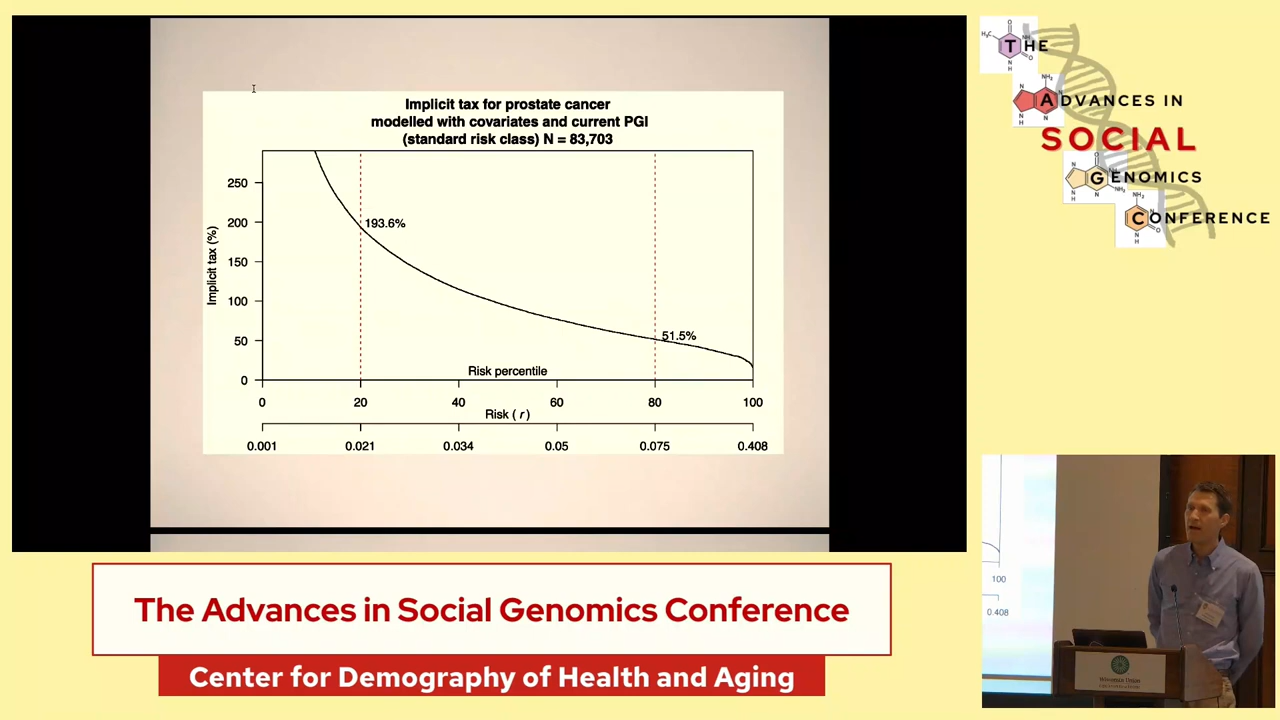 Implicit tax for prostate cancer
modelled with covariates and current PGI
(standard risk class) N = 83,703
Implicit tax (%)
250
200
150
100
50
0
193.6%
51.5%
Risk percentile
0 20 40 60 80 100
Risk ( r )
0.001 0.021 0.034 0.05 0.075 0.408
THE
ADVANCES IN
SOCIAL
GENOMICS
CONFERENCE
100
0.408
Wisconsin Union
The Advances in Social Genomics Conference
Center for Demography of Health and Aging